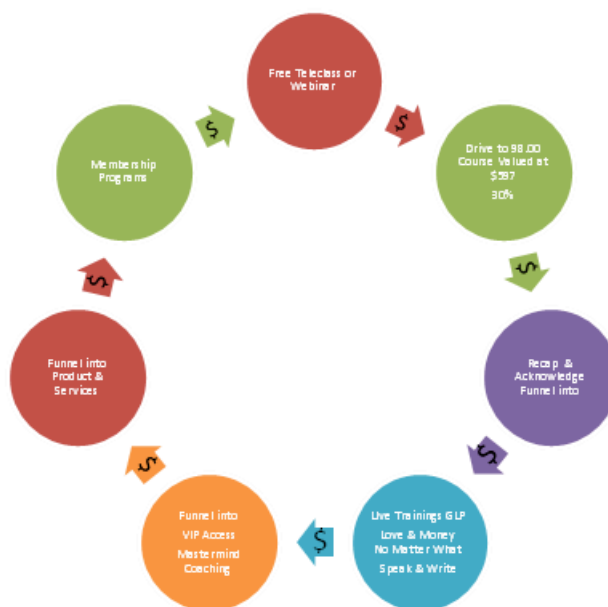 Free Teleclass or
Webinar
$
Drive to 98.00
Course Valued at
$597
30%
$
Recap &
Acknowledge
Funnel into
$
Live Trainings GLP
Love & Money
No Matter What
Speak & Write
$
Funnel into
VIP Access
Mastermind
Coaching
$
Funnel into
Product &
Services
$
Membership
Programs
$